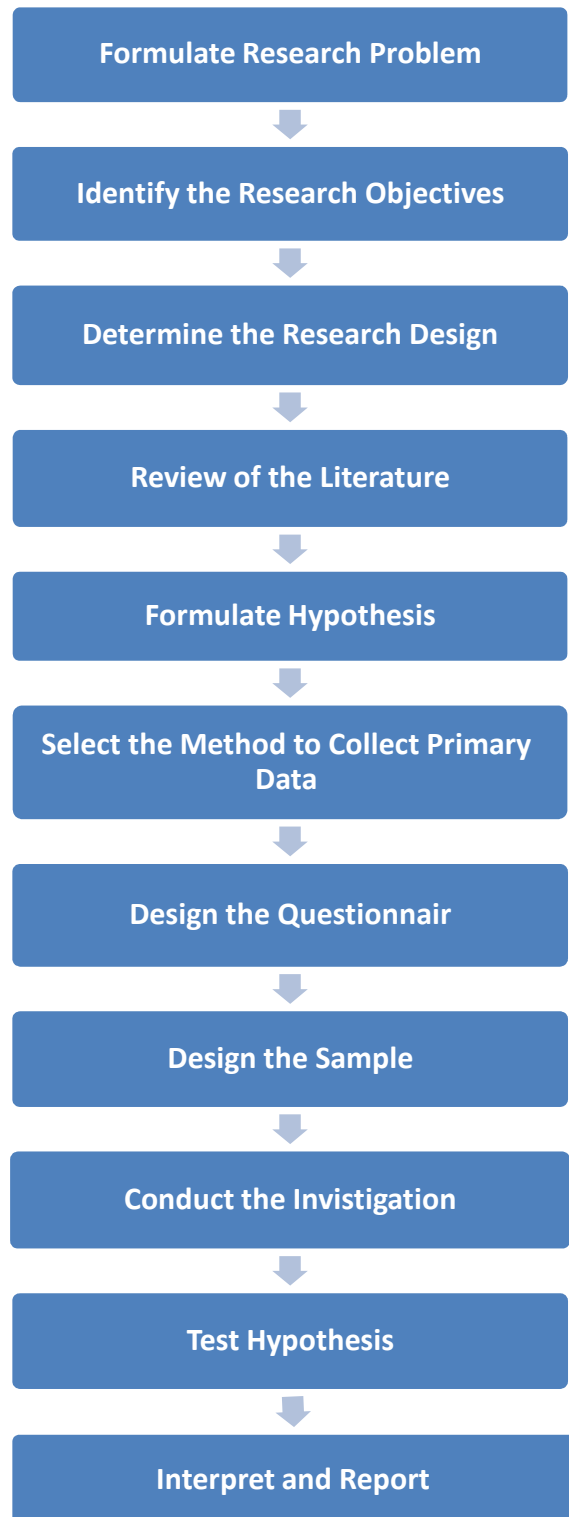 Formulate Research Problem
Identify the Research Objectives
Determine the Research Design
Review of the Literature
Formulate Hypothesis
Select the Method to Collect Primary
Data
Design the Questionnair
Design the Sample
Conduct the Invistigation
Test Hypothesis
Interpret and Report